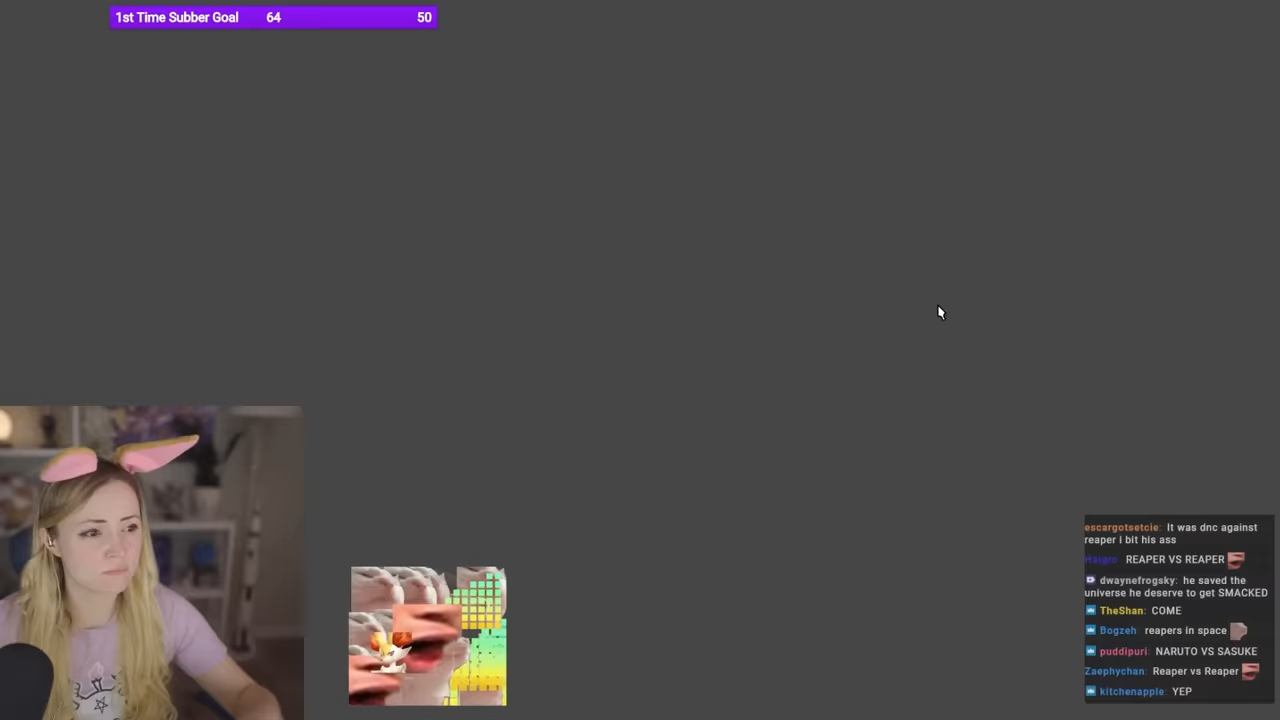 1st Time Subber Goal 64 50
escargotsetcie: It was dnc against
reaper i bit his ass
REAPER VS REAPER
dwaynefrogsky: he saved the
universe he deserve to get SMACKED
TheShan: COME
Bogzeh reapers in space
puddipuri: NARUTO VS SASUKE
Zaephychan: Reaper vs Reaper
kitchenapple: YEP